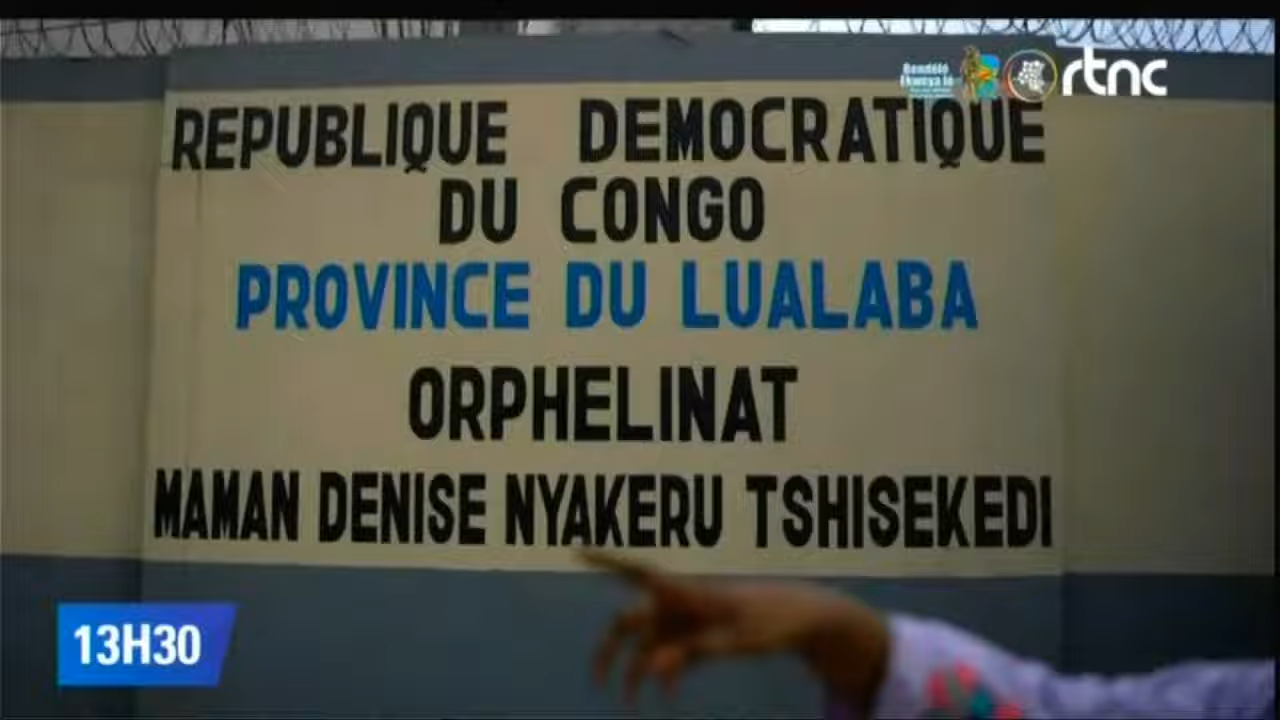 rtnc
REPUBLIQUE DEMOCRATIQUE
DU CONGO
PROVINCE DU LUALABA
ORPHELINAT
MAMAN DENISE NYAKERU TSHISEKEDI
13H30